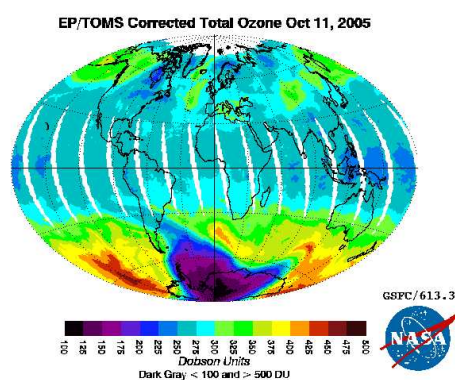 EP/TOMS Corrected Total Ozone Oct 11, 2005
GSFC/613.3
NASA
100 125 150 175 200 225 250 275 300 325 350 375 400 425 450 475 500
Dobson Units
Dark Gray < 100 and > 500 DU